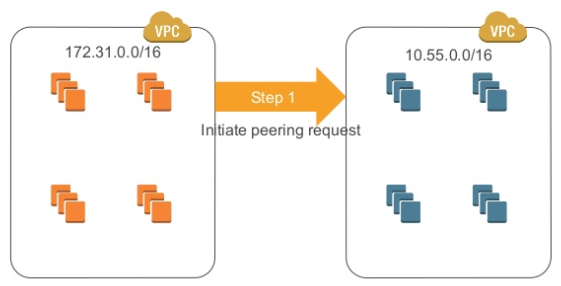 VPC
VPC
172.31.0.0/16
10.55.0.0/16
Step 1
Initiate peering request